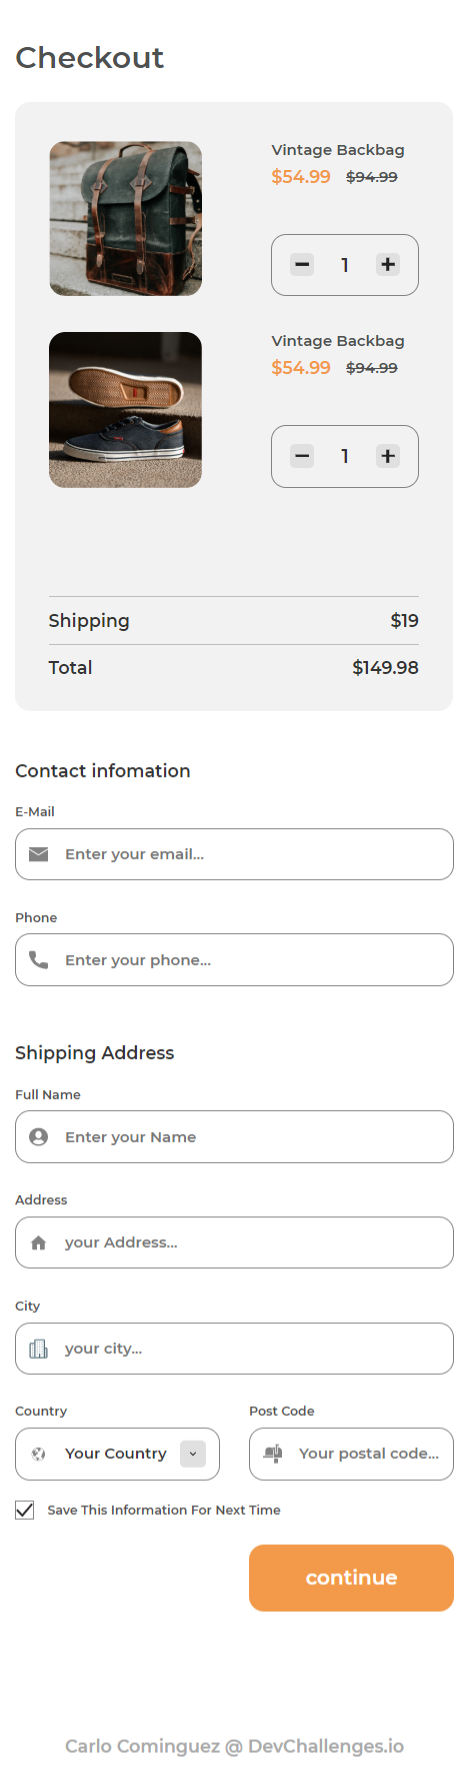 Checkout
Vintage Backbag
$54.99 $94.99
1
Vintage Backbag
$54.99 $94.99
1
Shipping $19
Total $149.98
Contact infomation
E-Mail
Enter your email...
Phone
Enter your phone...
Shipping Address
Full Name
Enter your Name
Address
your Address...
City
your city...
Country Post Code
Your Country Your postal code...
Save This Information For Next Time
continue
Carlo Cominguez @ DevChallenges.io